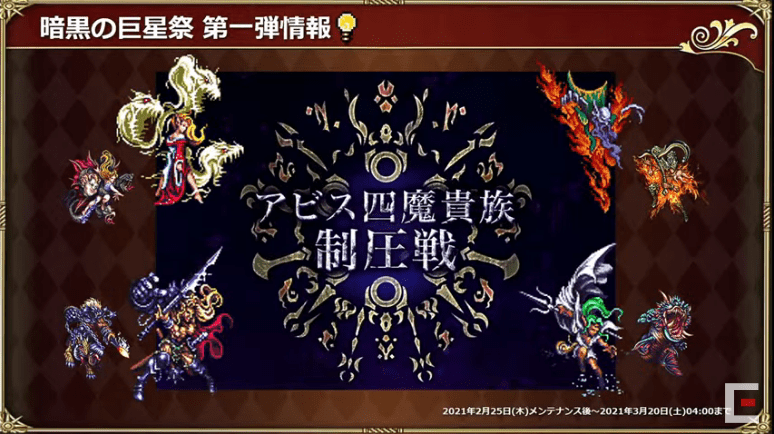 暗黒の巨星祭 第一弾情報
アビス四魔貴族
制圧戦
2021年2月25日(木)メンテナンス後～2021年3月20日(土)04:00まで